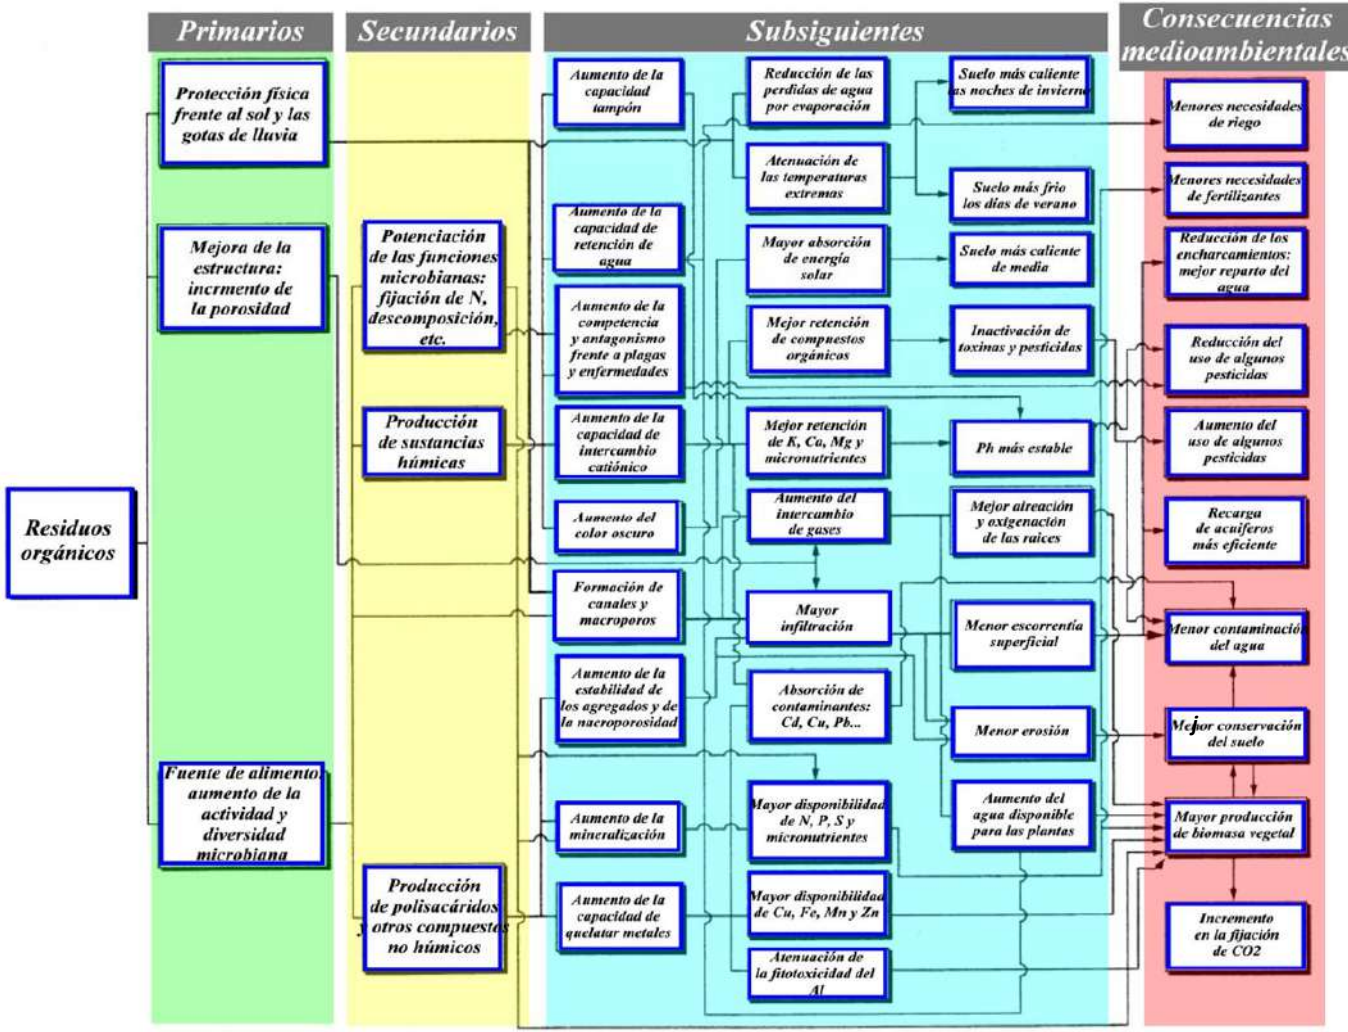 Primarios
Secundarios
Subsiguientes
Consecuencias
medioambientales
Residuos
orgánicos
Protección física
frente al sol y las
gotas de lluvia
Mejora de la
estructura:
incrmento de
la porosidad
Fuente de alimento:
aumento de la
actividad y
diversidad
microbiana
Potenciación
de las funciones
microbianas:
fijación de N,
descomposición,
etc.
Producción
de sustancias
húmicas
Producción
de polisacáridos
y otros compuestos
no húmicos
Aumento de la
capacidad
tampón
Aumento de la
capacidad de
retención de
agua
Aumento de la
competencia
y antagonismo
frente a plagas
y enfermedades
Aumento de la
capacidad de
intercambio
catiónico
Aumento del
color oscuro
Formación de
canales y
macroporos
Aumento de la
estabilidad de
los agregados y de
la nacroporosidad
Aumento de la
mineralización
Aumento de la
capacidad de
quelatar metales
Reducción de las
perdidas de agua
por evaporación
Atenuación de
las temperaturas
extremas
Mayor absorción
de energía
solar
Mejor retención
de compuestos
orgánicos
Mejor retención
de K, Ca, Mg y
micronutrientes
Aumento del
intercambio
de gases
Mayor
infiltración
Absorción de
contaminantes:
Cd, Cu, Pb...
Mayor disponibilidad
de N, P, S y
micronutrientes
Mayor disponibilidad
de Cu, Fe, Mn y Zn
Atenuación de
la fitotoxicidad del
Al
Suelo más caliente
las noches de invierno
Suelo más frio
los días de verano
Suelo más caliente
de media
Inactivación de
toxinas y pesticidas
Ph más estable
Mejor aireación
y oxigenación
de las raices
Menor escorrentía
superficial
Menor erosión
Aumento del
agua disponible
para las plantas
Menores necesidades
de riego
Menores necesidades
de fertilizantes
Reducción de los
encharcamientos:
mejor reparto del
agua
Reducción del
uso de algunos
pesticidas
Aumento del
uso de algunos
pesticidas
Recarga
de acuíferos
más eficiente
Menor contaminación
del agua
Menor conservación
del suelo
Mayor producción
de biomasa vegetal
Incremento
en la fijación
de CO2